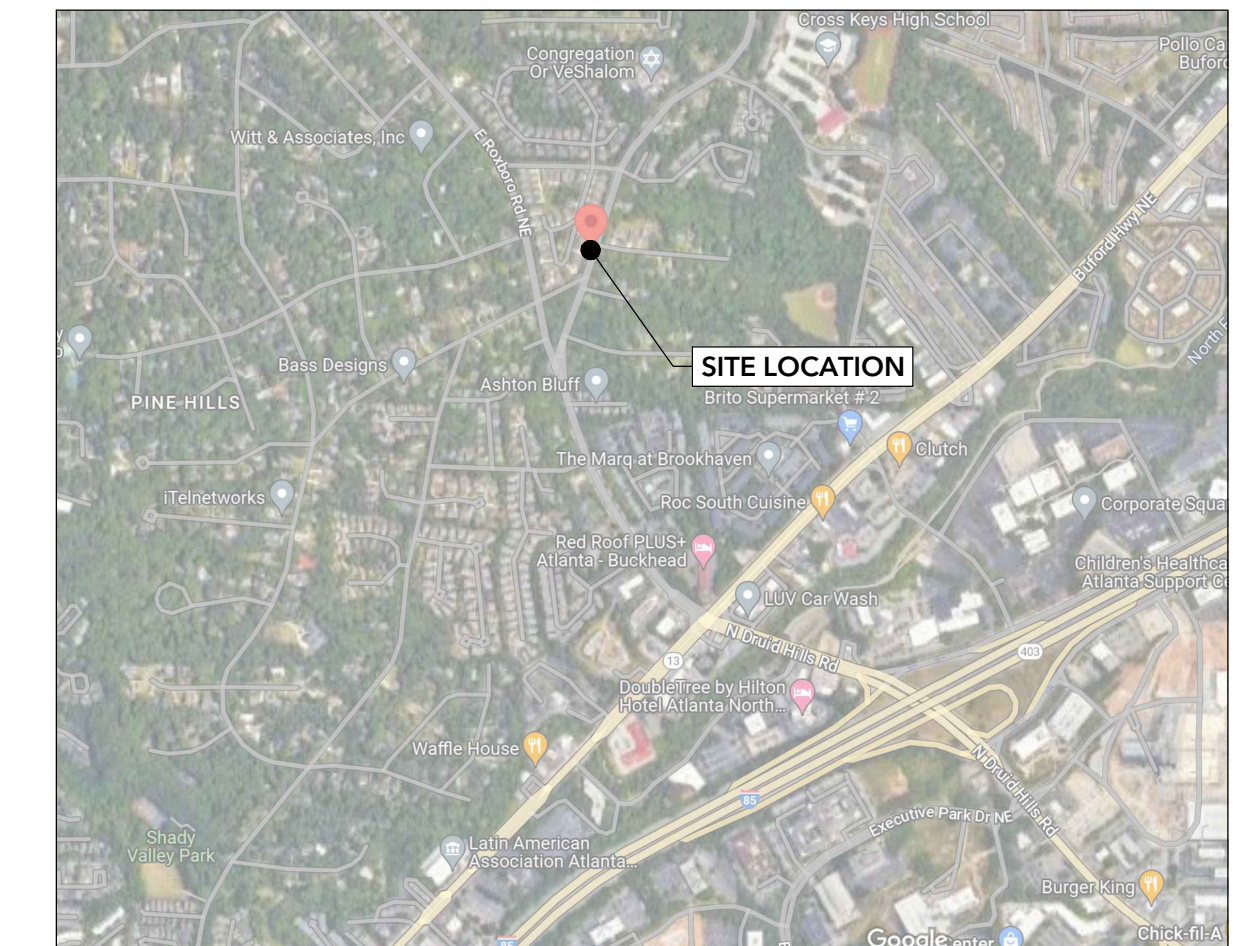 Cross Keys High School
Congregation
Or VeShalom
Pollo Ca
Buford
Witt & Associates, Inc
E Roxboro Rd NE
Buford Hwy NE
North
SITE LOCATION
Bass Designs
Ashton Bluff
Brito Supermarket # 2
PINE HILLS
Clutch
The Marq at Brookhaven
iTelnetworks
Roc South Cuisine
Corporate Squa
Red Roof PLUS+
Atlanta - Buckhead
Children's Healthca
Atlanta Support Ce
LUV Car Wash
N Druid Hills Rd
403
13
DoubleTree by Hilton
Hotel Atlanta North...
Waffle House
N Druid Hills Rd
85
Executive Park Dr NE
Shady
Valley Park
Latin American
Association Atlanta...
Burger King
Chick-fil-A
Google
enter
85